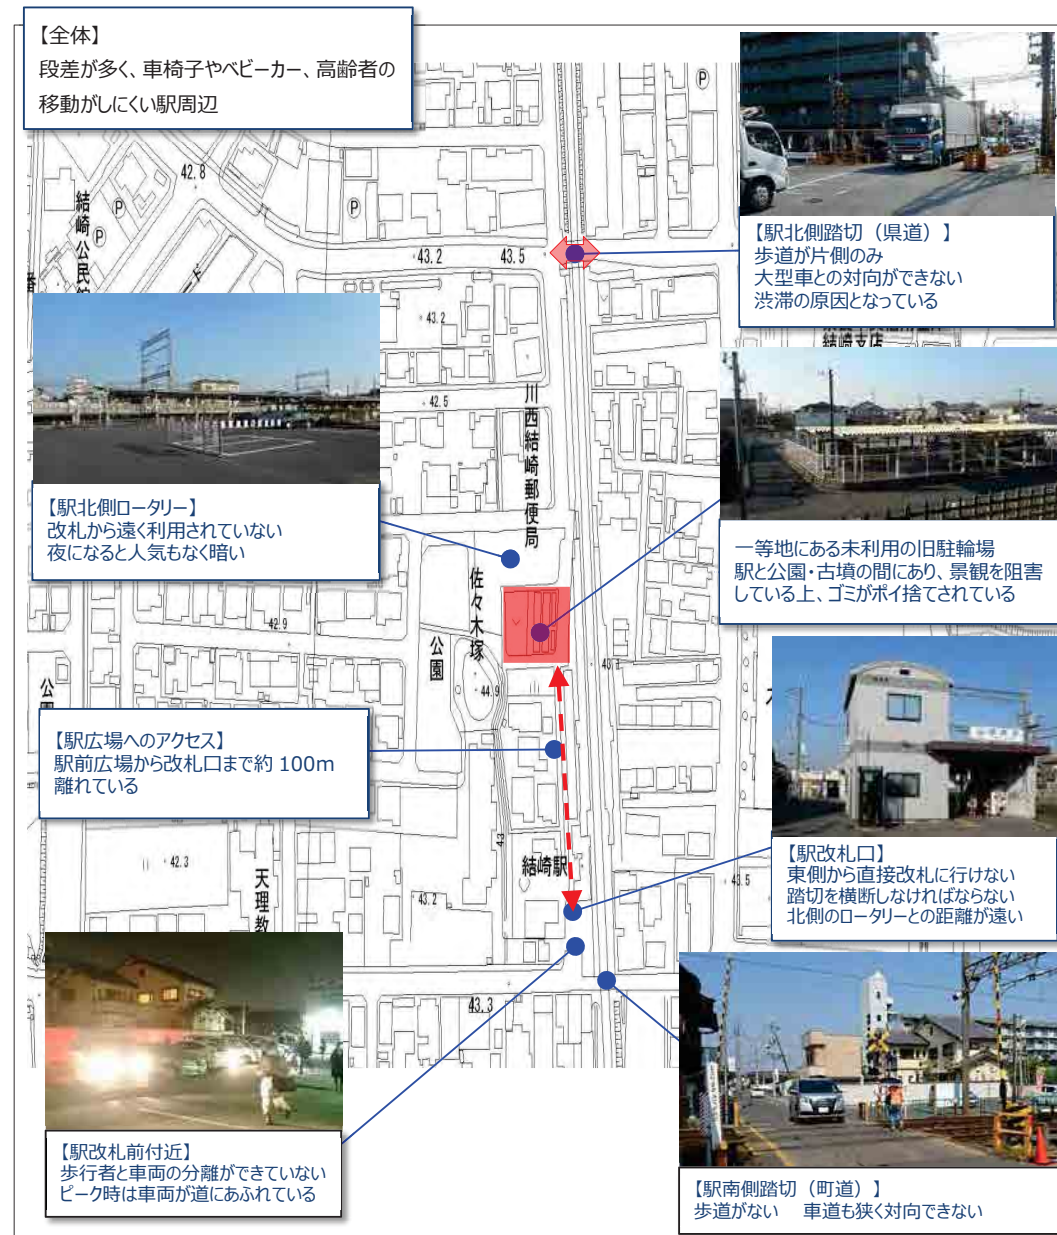 【全体】
段差が多く、車椅子やベビーカー、高齢者の
移動がしにくい駅周辺
【駅北側踏切（県道）】
歩道が片側のみ
大型車との対向ができない
渋滞の原因となっている
42.8
結崎公民館
P
P
P
P
43.2
43.5
43.2
42.5
結崎支店
川西結崎郵便局
【駅北側ロータリー】
改札から遠く利用されていない
夜になると人気もなく暗い
一等地にある未利用の旧駐輪場
駅と公園・古墳の間にあり、景観を阻害
している上、ゴミがポイ捨てされている
佐々木塚
公園
42.9
44.9
公園
【駅広場へのアクセス】
駅前広場から改札口まで約 100m
離れている
43
結崎駅
42.3
43.2
43.5
天理教
【駅改札口】
東側から直接改札に行けない
踏切を横断しなければならない
北側のロータリーとの距離が遠い
43.3
【駅改札前付近】
歩行者と車両の分離ができていない
ピーク時は車両が道にあふれている
【駅南側踏切（町道）】
歩道がない　車道も狭く対向できない